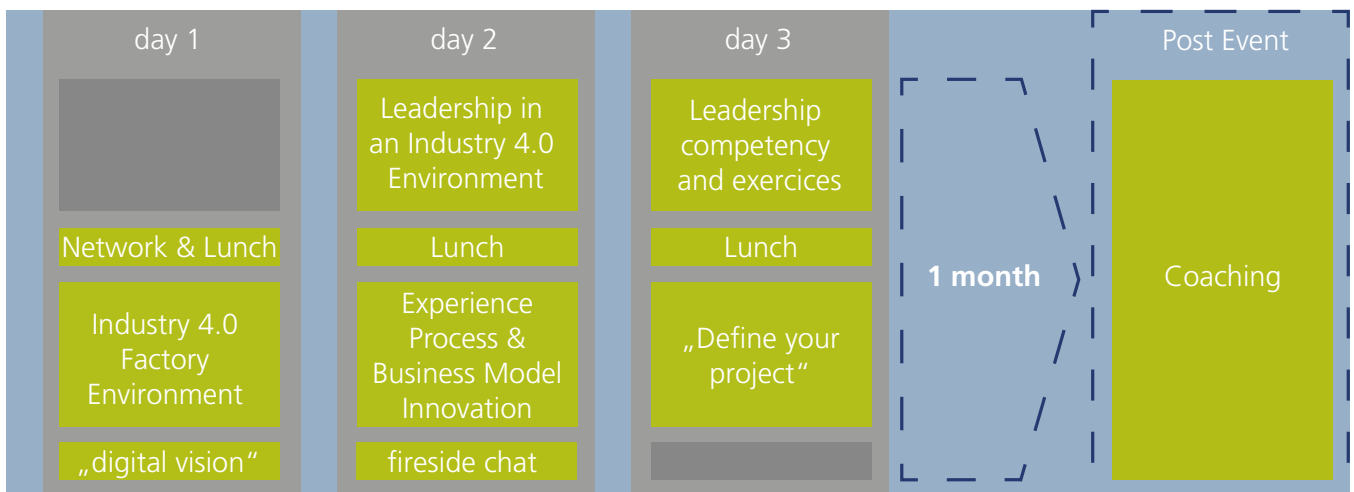 day 1
Network & Lunch
Industry 4.0
Factory
Environment
„digital vision“
day 2
Leadership in
an Industry 4.0
Environment
Lunch
Experience
Process &
Business Model
Innovation
fireside chat
day 3
Leadership
competency
and exercices
Lunch
„Define your
project“
1 month
Post Event
Coaching